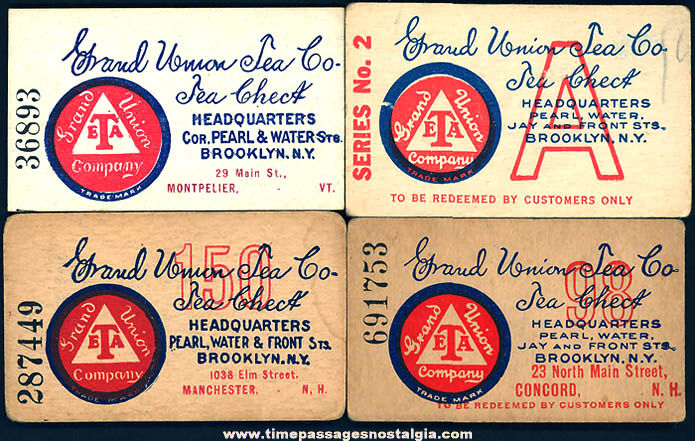 36893
Grand Union Tea Co.
Tea Check
HEADQUARTERS
COR. PEARL & WATER STS.
BROOKLYN, N.Y.
29 Main St.,
MONTPELIER, VT.
Grand Union
TEA
Company
TRADE MARK
SERIES No. 2
Grand Union Tea Co.
Tea Check
A
HEADQUARTERS
PEARL, WATER,
JAY AND FRONT STS.
BROOKLYN, N.Y.
Grand Union
TEA
Company
TRADE MARK
TO BE REDEEMED BY CUSTOMERS ONLY
287449
Grand Union Tea Co.
150
Tea Check
HEADQUARTERS
PEARL, WATER & FRONT STS.
BROOKLYN, N.Y.
1038 Elm Street.
MANCHESTER. N. H.
Grand Union
TEA
Company
TRADE MARK
691753
Grand Union Tea Co.
98
Tea Check
HEADQUARTERS
PEARL, WATER,
JAY AND FRONT STS.
BROOKLYN, N.Y.
23 North Main Street,
CONCORD, N. H.
Grand Union
TEA
Company
TRADE MARK
TO BE REDEEMED BY CUSTOMERS ONLY
www.timepassagesnostalgia.com